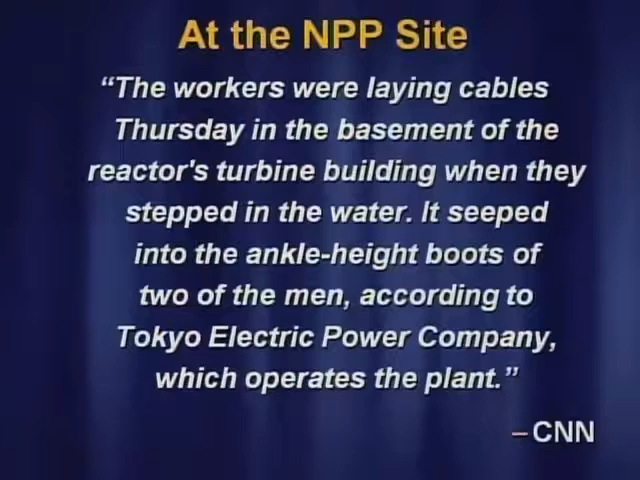 At the NPP Site
“The workers were laying cables
Thursday in the basement of the
reactor's turbine building when they
stepped in the water. It seeped
into the ankle-height boots of
two of the men, according to
Tokyo Electric Power Company,
which operates the plant.”
– CNN